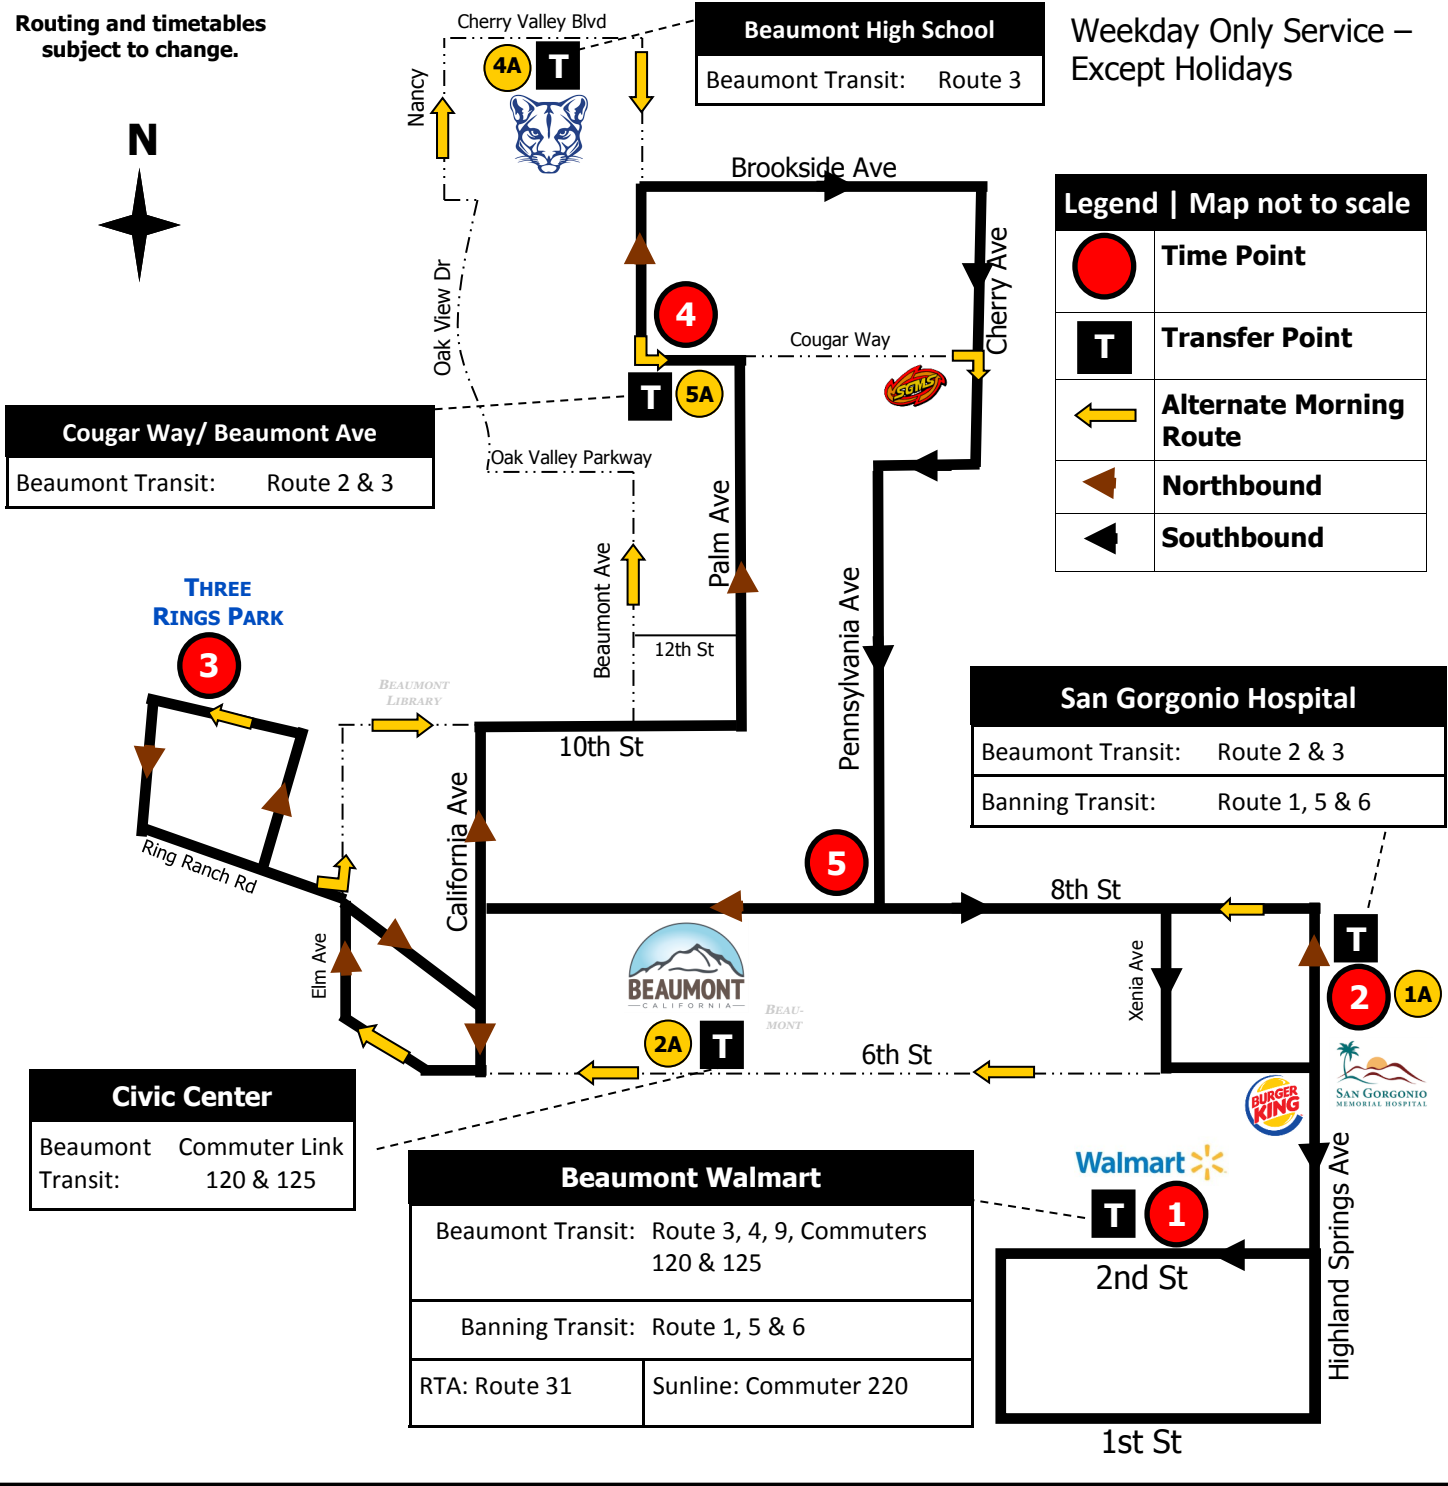 Routing and timetables
subject to change.
Cherry Valley Blvd
Beaumont High School
Beaumont Transit: Route 3
Weekday Only Service –
Except Holidays
4A
T
Nancy
N
Brookside Ave
Legend | Map not to scale
Time Point
T
Transfer Point
Alternate Morning
Route
Northbound
Southbound
Cherry Ave
Oak View Dr
4
Cougar Way
SGMS
T
5A
Cougar Way/ Beaumont Ave
Beaumont Transit: Route 2 & 3
Oak Valley Parkway
Palm Ave
Beaumont Ave
Pennsylvania Ave
12th St
THREE
RINGS PARK
3
BEAUMONT
LIBRARY
10th St
San Gorgonio Hospital
Beaumont Transit: Route 2 & 3
Banning Transit: Route 1, 5 & 6
California Ave
Ring Ranch Rd
5
8th St
Elm Ave
Xenia Ave
T
2
1A
BEAUMONT
CALIFORNIA
BEAU-
MONT
2A
T
6th St
SAN GORGONIO
MEMORIAL HOSPITAL
BURGER
KING
Civic Center
Beaumont Commuter Link
Transit: 120 & 125
Walmart
T
1
Beaumont Walmart
Beaumont Transit: Route 3, 4, 9, Commuters
120 & 125
Banning Transit: Route 1, 5 & 6
RTA: Route 31
Sunline: Commuter 220
2nd St
Highland Springs Ave
1st St